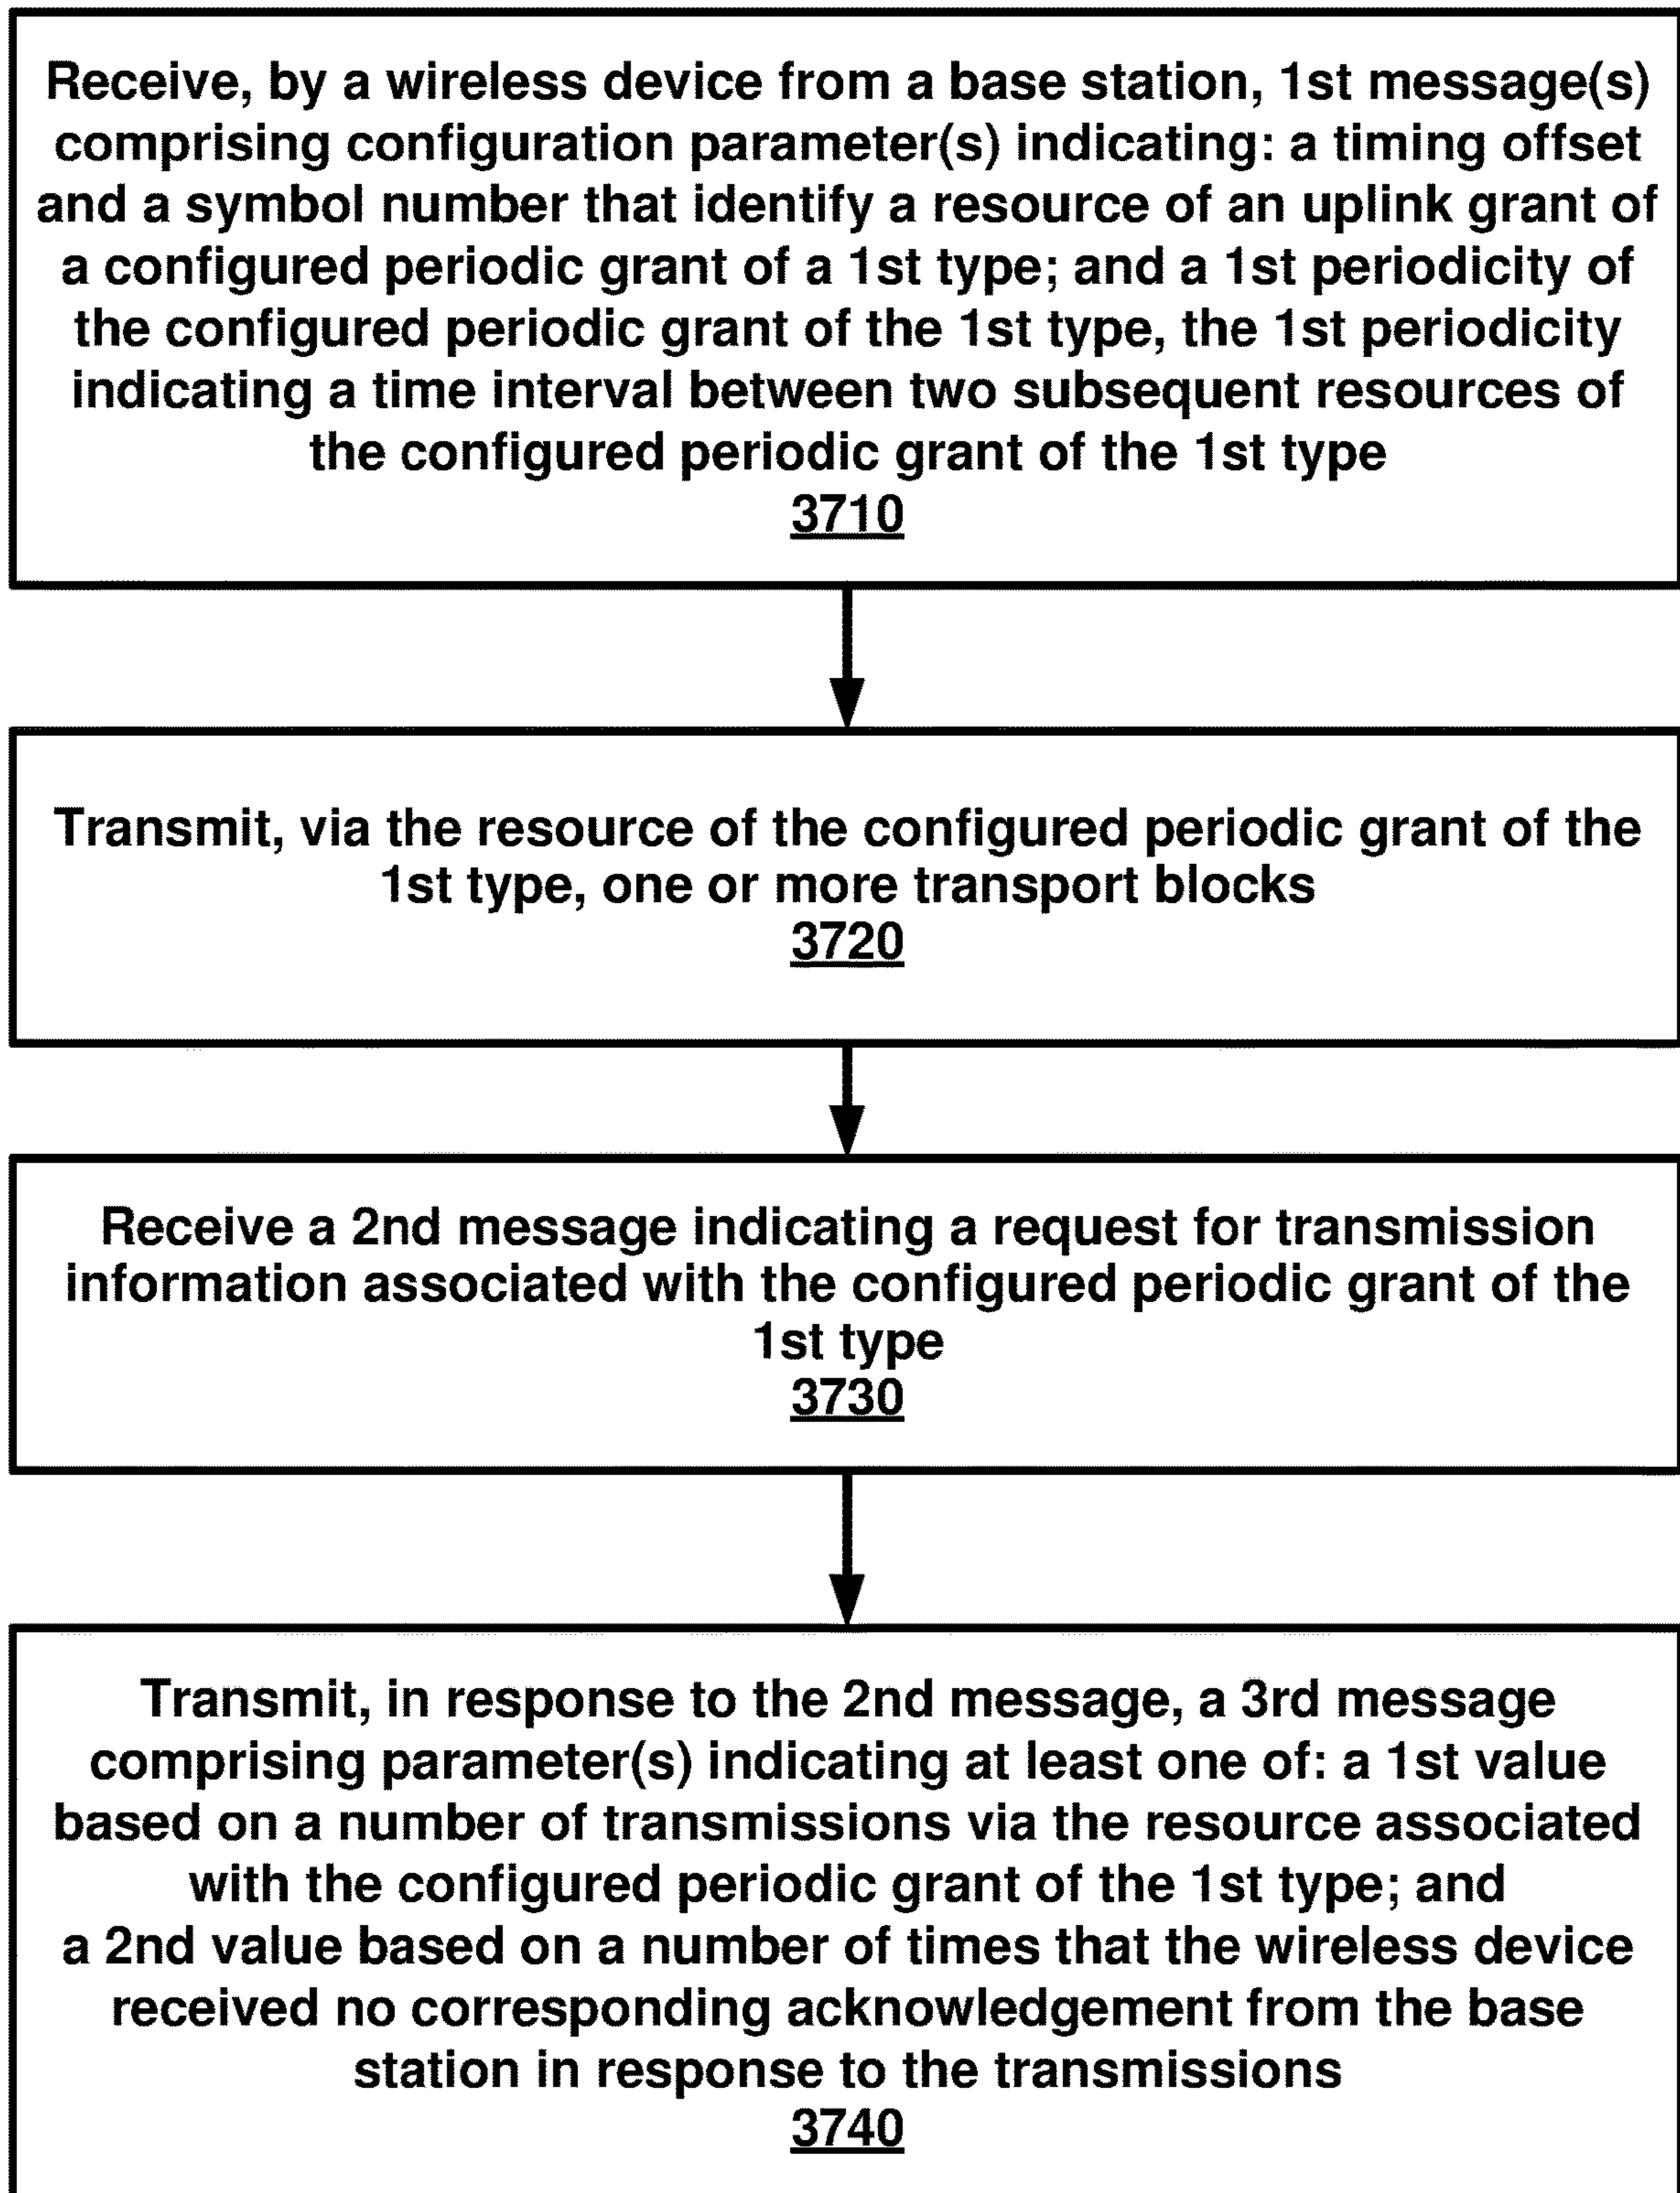 Receive, by a wireless device from a base station, 1st message(s)
comprising configuration parameter(s) indicating: a timing offset
and a symbol number that identify a resource of an uplink grant of
a configured periodic grant of a 1st type; and a 1st periodicity of
the configured periodic grant of the 1st type, the 1st periodicity
indicating a time interval between two subsequent resources of
the configured periodic grant of the 1st type
3710
Transmit, via the resource of the configured periodic grant of the
1st type, one or more transport blocks
3720
Receive a 2nd message indicating a request for transmission
information associated with the configured periodic grant of the
1st type
3730
Transmit, in response to the 2nd message, a 3rd message
comprising parameter(s) indicating at least one of: a 1st value
based on a number of transmissions via the resource associated
with the configured periodic grant of the 1st type; and
a 2nd value based on a number of times that the wireless device
received no corresponding acknowledgement from the base
station in response to the transmissions
3740